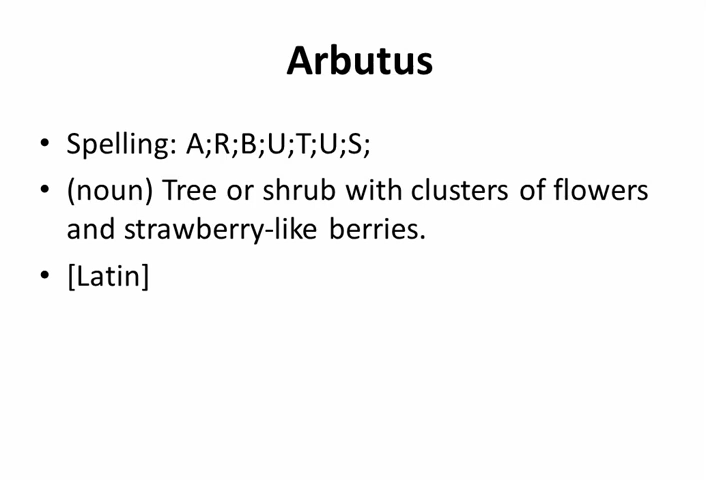 Arbutus
• Spelling: A;R;B;U;T;U;S;
• (noun) Tree or shrub with clusters of flowers
and strawberry-like berries.
• [Latin]